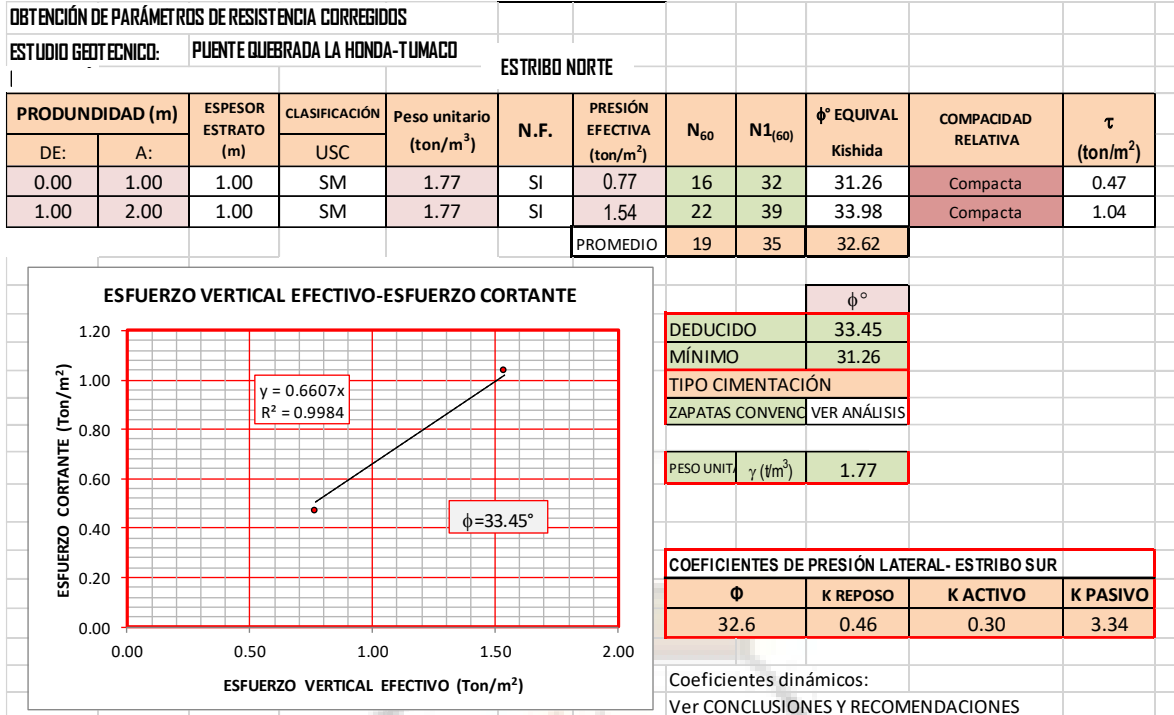 OBTENCIÓN DE PARÁMETROS DE RESISTENCIA CORREGIDOS
ESTUDIO GEOTECNICO: PUENTE QUEBRADA LA HONDA-TUMACO
ESTRIBO NORTE
PRODUNDIDAD (m) ESPESOR ESTRATO (m) CLASIFICACIÓN Peso unitario (ton/m³) N.F. PRESIÓN EFECTIVA (ton/m²) N₆₀ N1₍₆₀₎ ϕ° EQUIVAL Kishida COMPACIDAD RELATIVA τ (ton/m²)
DE: A: USC
0.00 1.00 1.00 SM 1.77 SI 0.77 16 32 31.26 Compacta 0.47
1.00 2.00 1.00 SM 1.77 SI 1.54 22 39 33.98 Compacta 1.04
PROMEDIO 19 35 32.62
ESFUERZO VERTICAL EFECTIVO-ESFUERZO CORTANTE
ESFUERZO CORTANTE (Ton/m²)
1.20
1.00
0.80
0.60
0.40
0.20
0.00
y = 0.6607x
R² = 0.9984
ϕ=33.45°
0.00 0.50 1.00 1.50 2.00
ESFUERZO VERTICAL EFECTIVO (Ton/m²)
ϕ°
DEDUCIDO 33.45
MÍNIMO 31.26
TIPO CIMENTACIÓN
ZAPATAS CONVENC VER ANÁLISIS
PESO UNITA γ (t/m³) 1.77
COEFICIENTES DE PRESIÓN LATERAL- ESTRIBO SUR
Φ K REPOSO K ACTIVO K PASIVO
32.6 0.46 0.30 3.34
Coeficientes dinámicos:
Ver CONCLUSIONES Y RECOMENDACIONES